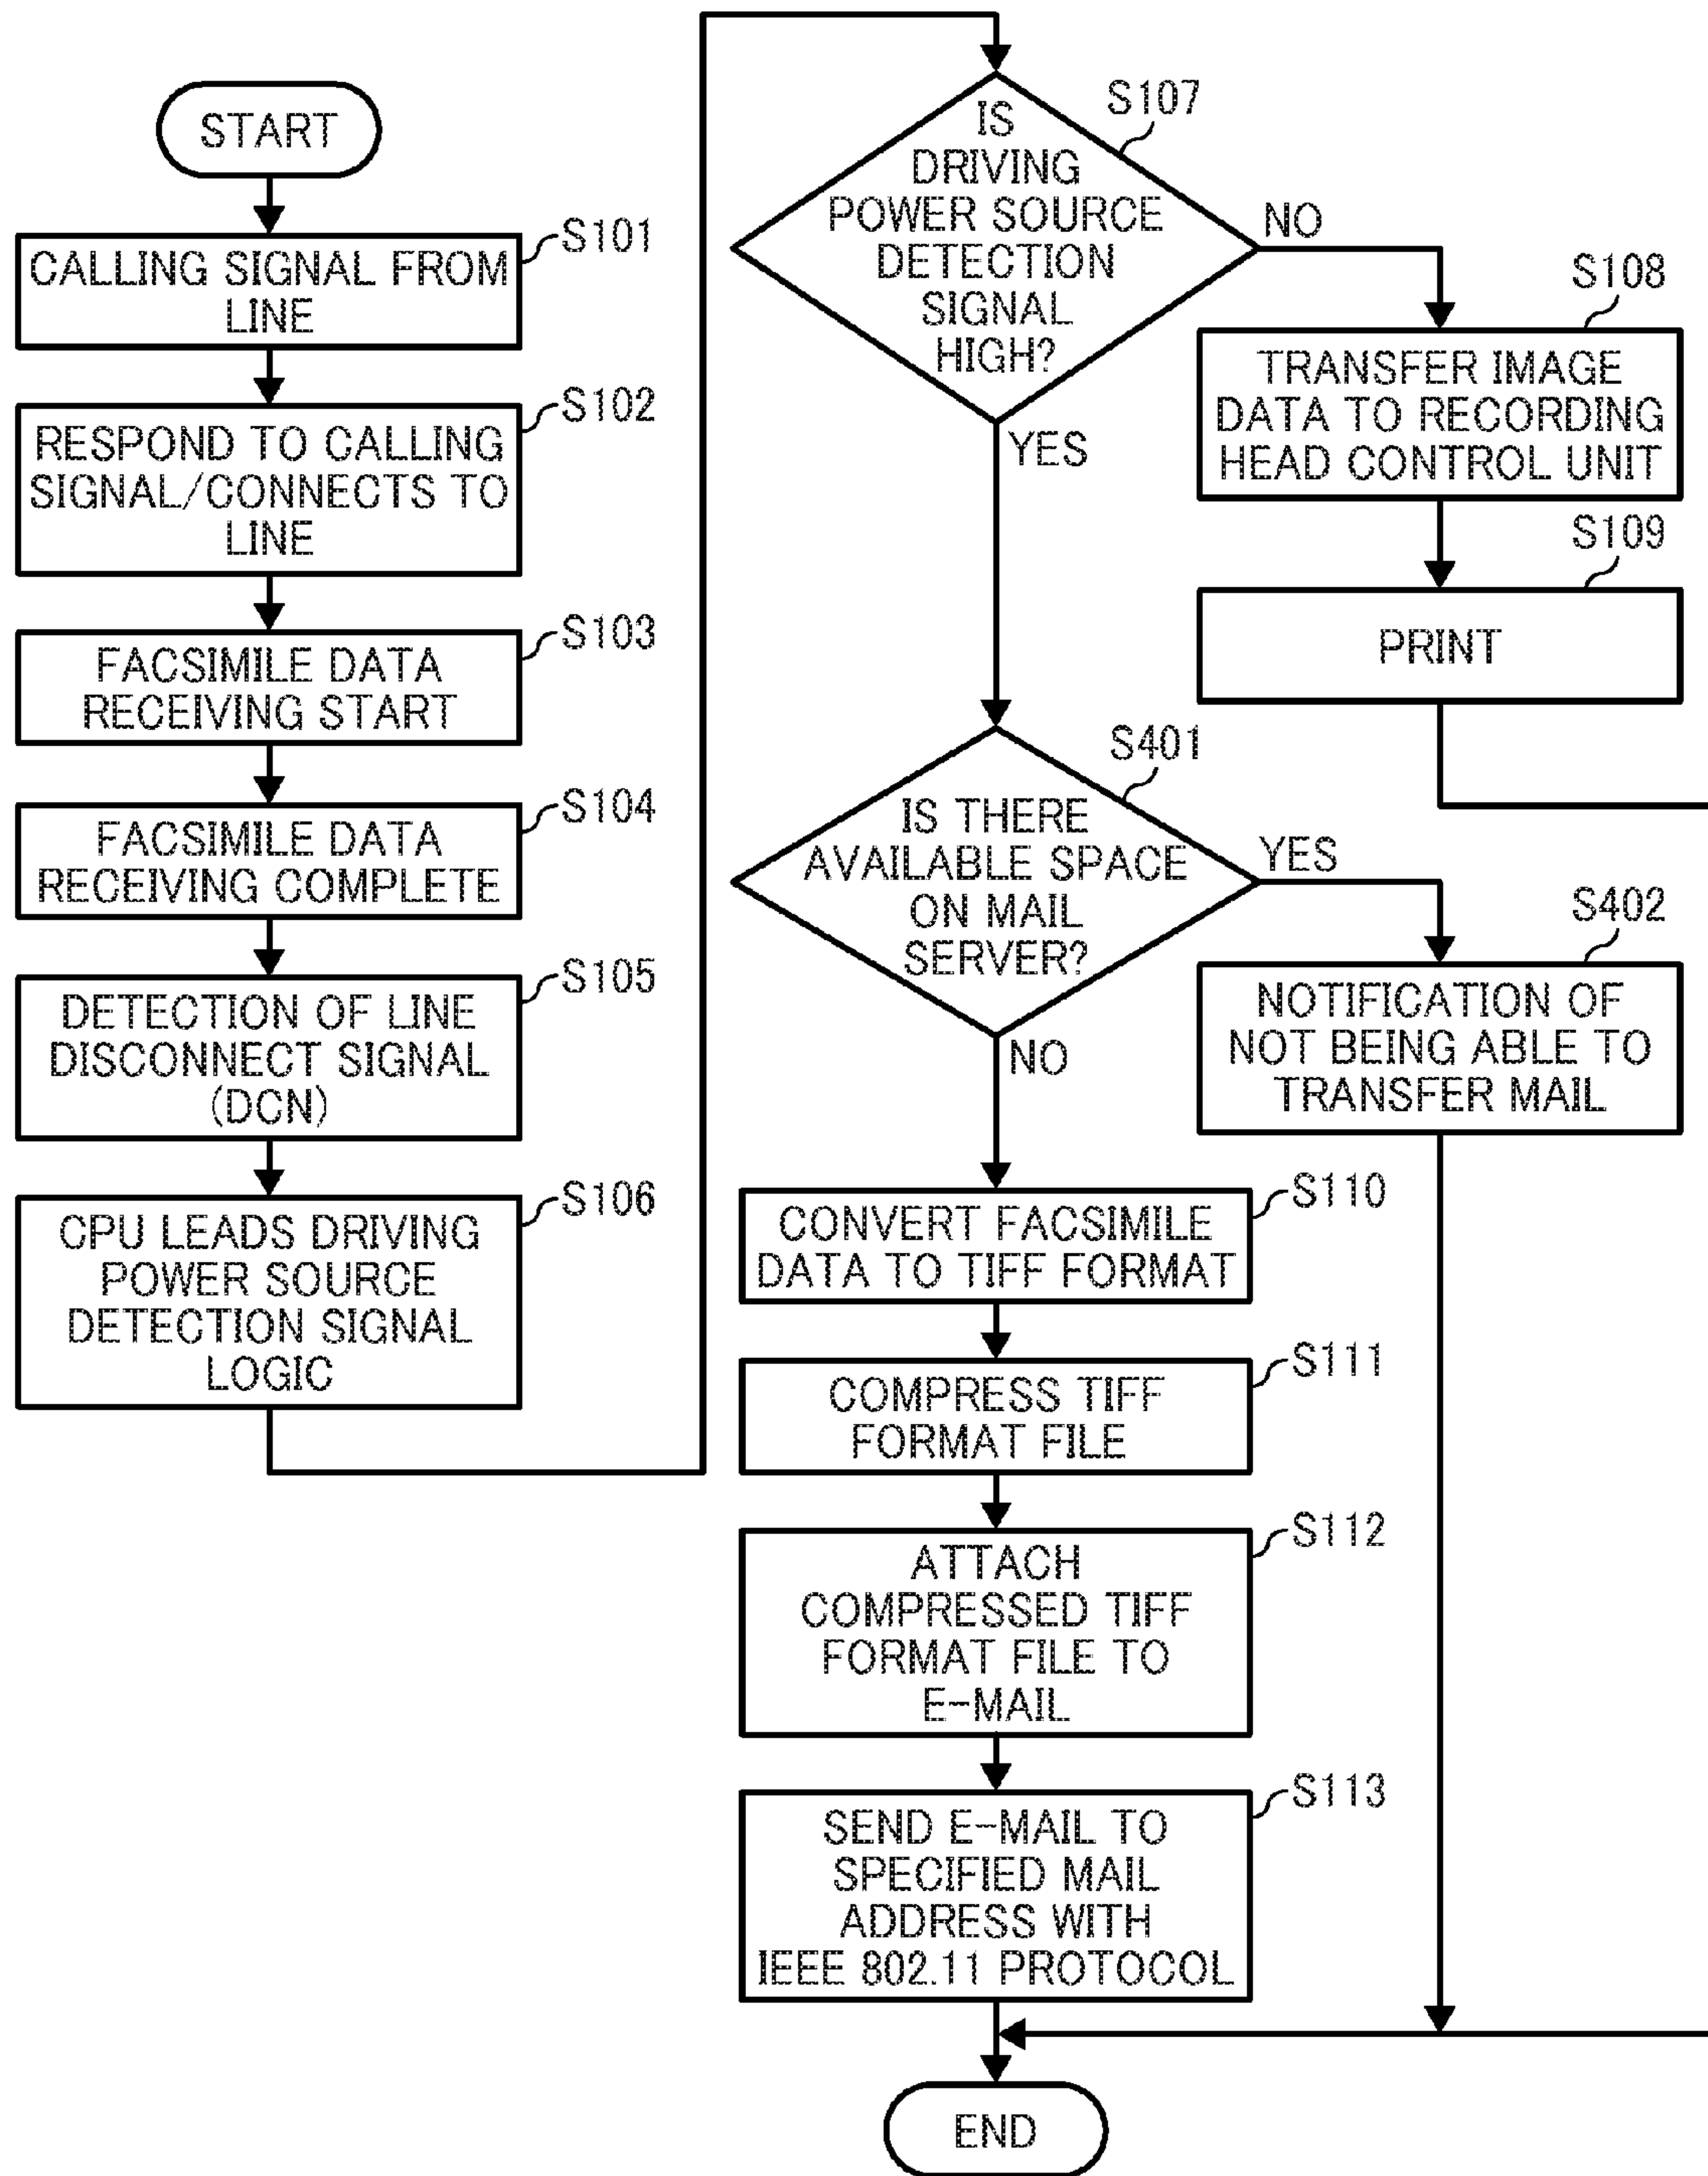 START
S101
CALLING SIGNAL FROM
LINE
S102
RESPOND TO CALLING
SIGNAL/CONNECTS TO
LINE
S103
FACSIMILE DATA
RECEIVING START
S104
FACSIMILE DATA
RECEIVING COMPLETE
S105
DETECTION OF LINE
DISCONNECT SIGNAL
(DCN)
S106
CPU LEADS DRIVING
POWER SOURCE
DETECTION SIGNAL
LOGIC
S107
IS
DRIVING
POWER SOURCE
DETECTION
SIGNAL
HIGH?
NO
YES
S108
TRANSFER IMAGE
DATA TO RECORDING
HEAD CONTROL UNIT
S109
PRINT
S401
IS THERE
AVAILABLE SPACE
ON MAIL
SERVER?
YES
NO
S402
NOTIFICATION OF
NOT BEING ABLE TO
TRANSFER MAIL
S110
CONVERT FACSIMILE
DATA TO TIFF FORMAT
S111
COMPRESS TIFF
FORMAT FILE
S112
ATTACH
COMPRESSED TIFF
FORMAT FILE TO
E-MAIL
S113
SEND E-MAIL TO
SPECIFIED MAIL
ADDRESS WITH
IEEE 802.11 PROTOCOL
END